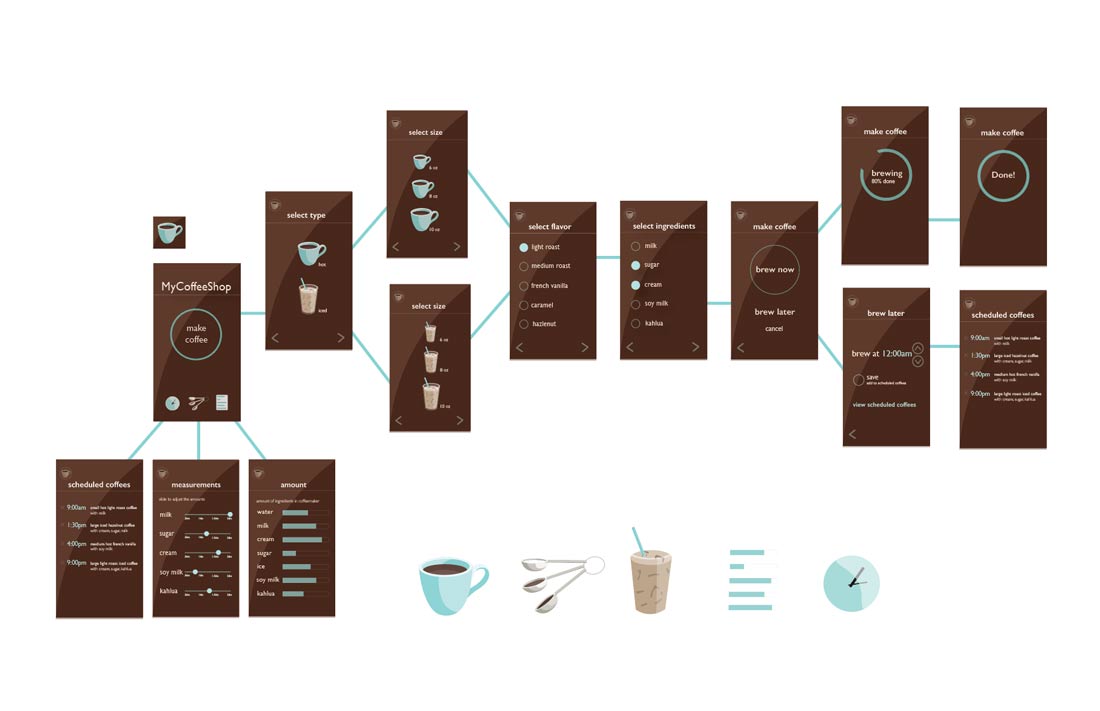 MyCoffeeShop
make
coffee
select type
hot
iced
select size
6 oz
8 oz
10 oz
select size
6 oz
8 oz
10 oz
select flavor
light roast
medium roast
french vanilla
caramel
hazlenut
select ingredients
milk
sugar
cream
soy milk
kahlua
make coffee
brew now
brew later
cancel
make coffee
brewing
80% done
make coffee
Done!
brew later
brew at 12:00am
save
add to scheduled coffees
view scheduled coffees
scheduled coffees
9:00am small hot light roast coffee
with milk
1:30pm large iced hazelnut coffee
with cream, sugar, milk
4:00pm medium hot french vanilla
with soy milk
9:00pm large light roast iced coffee
with cream, sugar, kahlua
scheduled coffees
9:00am small hot light roast coffee
with milk
1:30pm large iced hazelnut coffee
with cream, sugar, milk
4:00pm medium hot french vanilla
with soy milk
9:00pm large light roast iced coffee
with cream, sugar, kahlua
measurements
able to adjust the amounts
milk
sugar
cream
soy milk
kahlua
amount
amount of ingredients in coffeemaker
water
milk
cream
sugar
ice
soy milk
kahlua